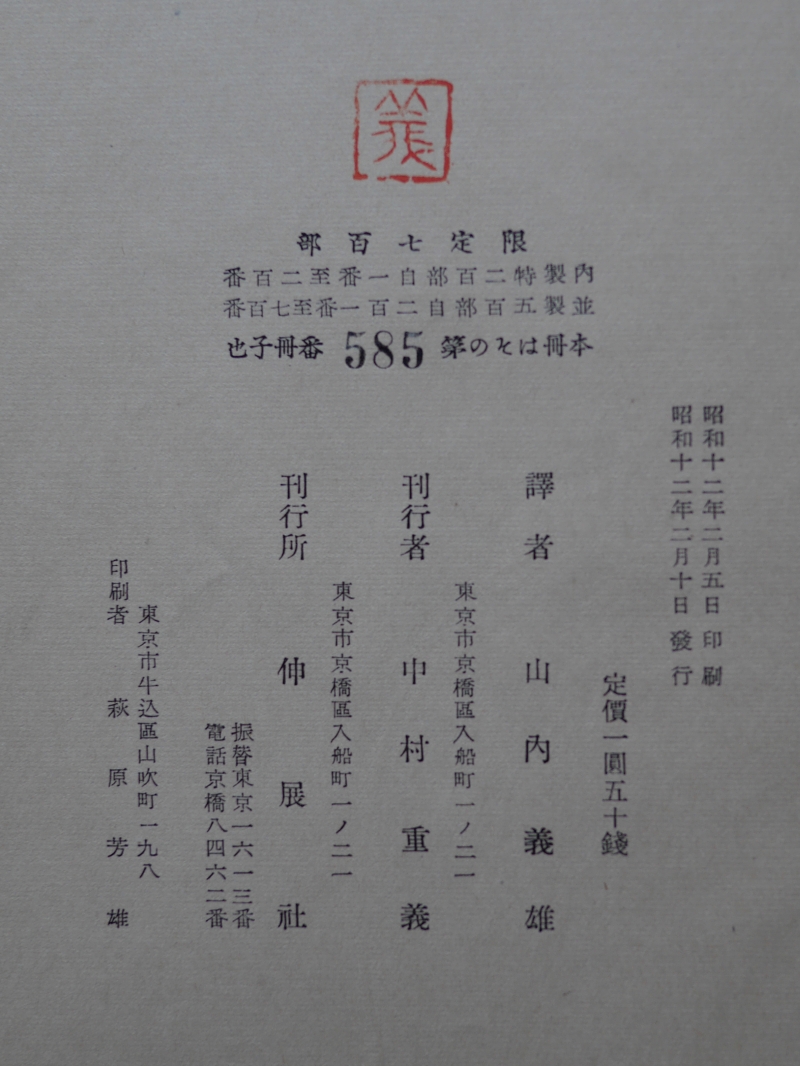 限定七百部
內製特二百部自一番至二百番
並製五百部自二百一番至七百番
本冊はその第585番冊子也
昭和十二年二月五日印刷
昭和十二年二月十日發行
定價一圓五十錢
譯者 山內義雄
東京市京橋區入船町一ノ二一
刊行者 中村重義
東京市京橋區入船町一ノ二一
刊行所 伸展社
振替東京一六一三番
電話京橋八四六二番
東京市牛込區山吹町一九八
印刷者 萩原芳雄